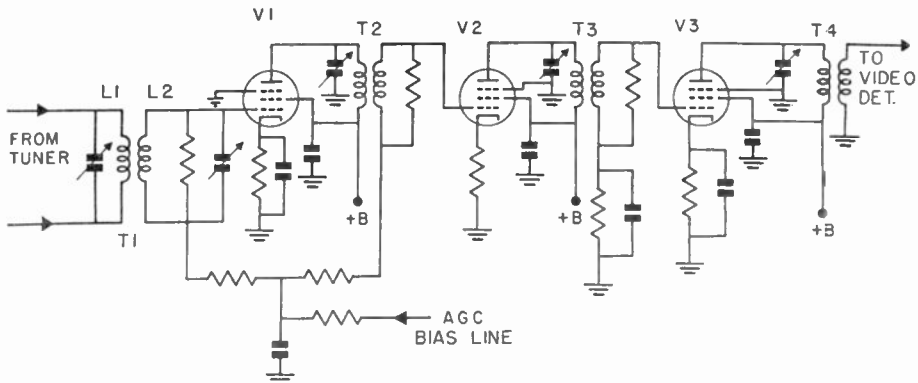 V1
T2
V2
T3
V3
T4
TO
VIDEO
DET.
L1
L2
FROM
TUNER
T1
+B
+B
+B
AGC
BIAS LINE